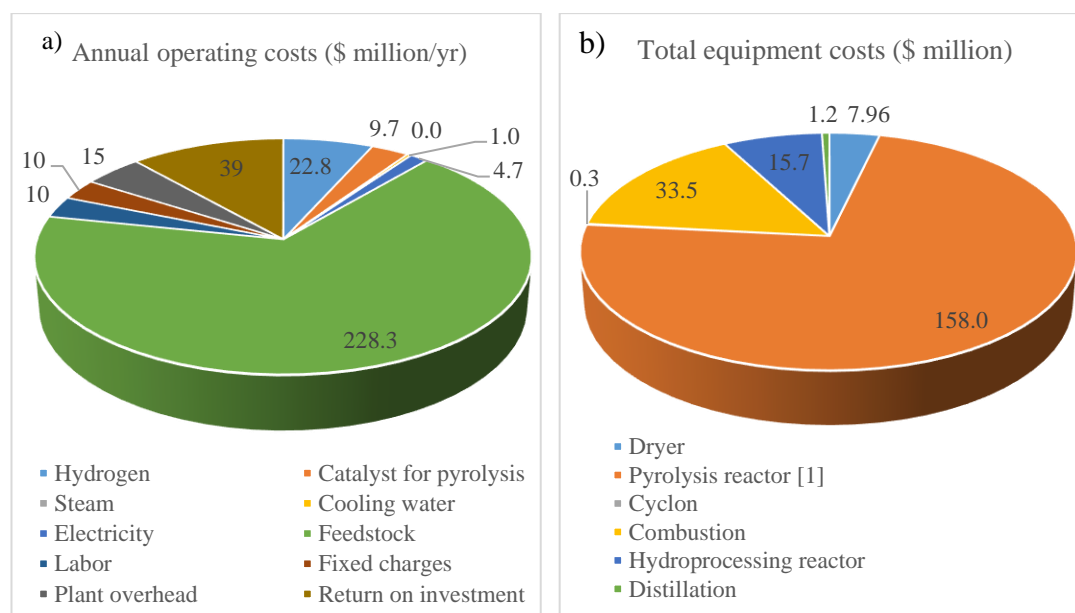 a)
Annual operating costs ($ million/yr)
22.8
9.7
0.0
1.0
4.7
228.3
10
10
15
39
Hydrogen
Catalyst for pyrolysis
Steam
Cooling water
Electricity
Feedstock
Labor
Fixed charges
Plant overhead
Return on investment
b)
Total equipment costs ($ million)
1.2
7.96
15.7
33.5
0.3
158.0
Dryer
Pyrolysis reactor [1]
Cyclon
Combustion
Hydroprocessing reactor
Distillation